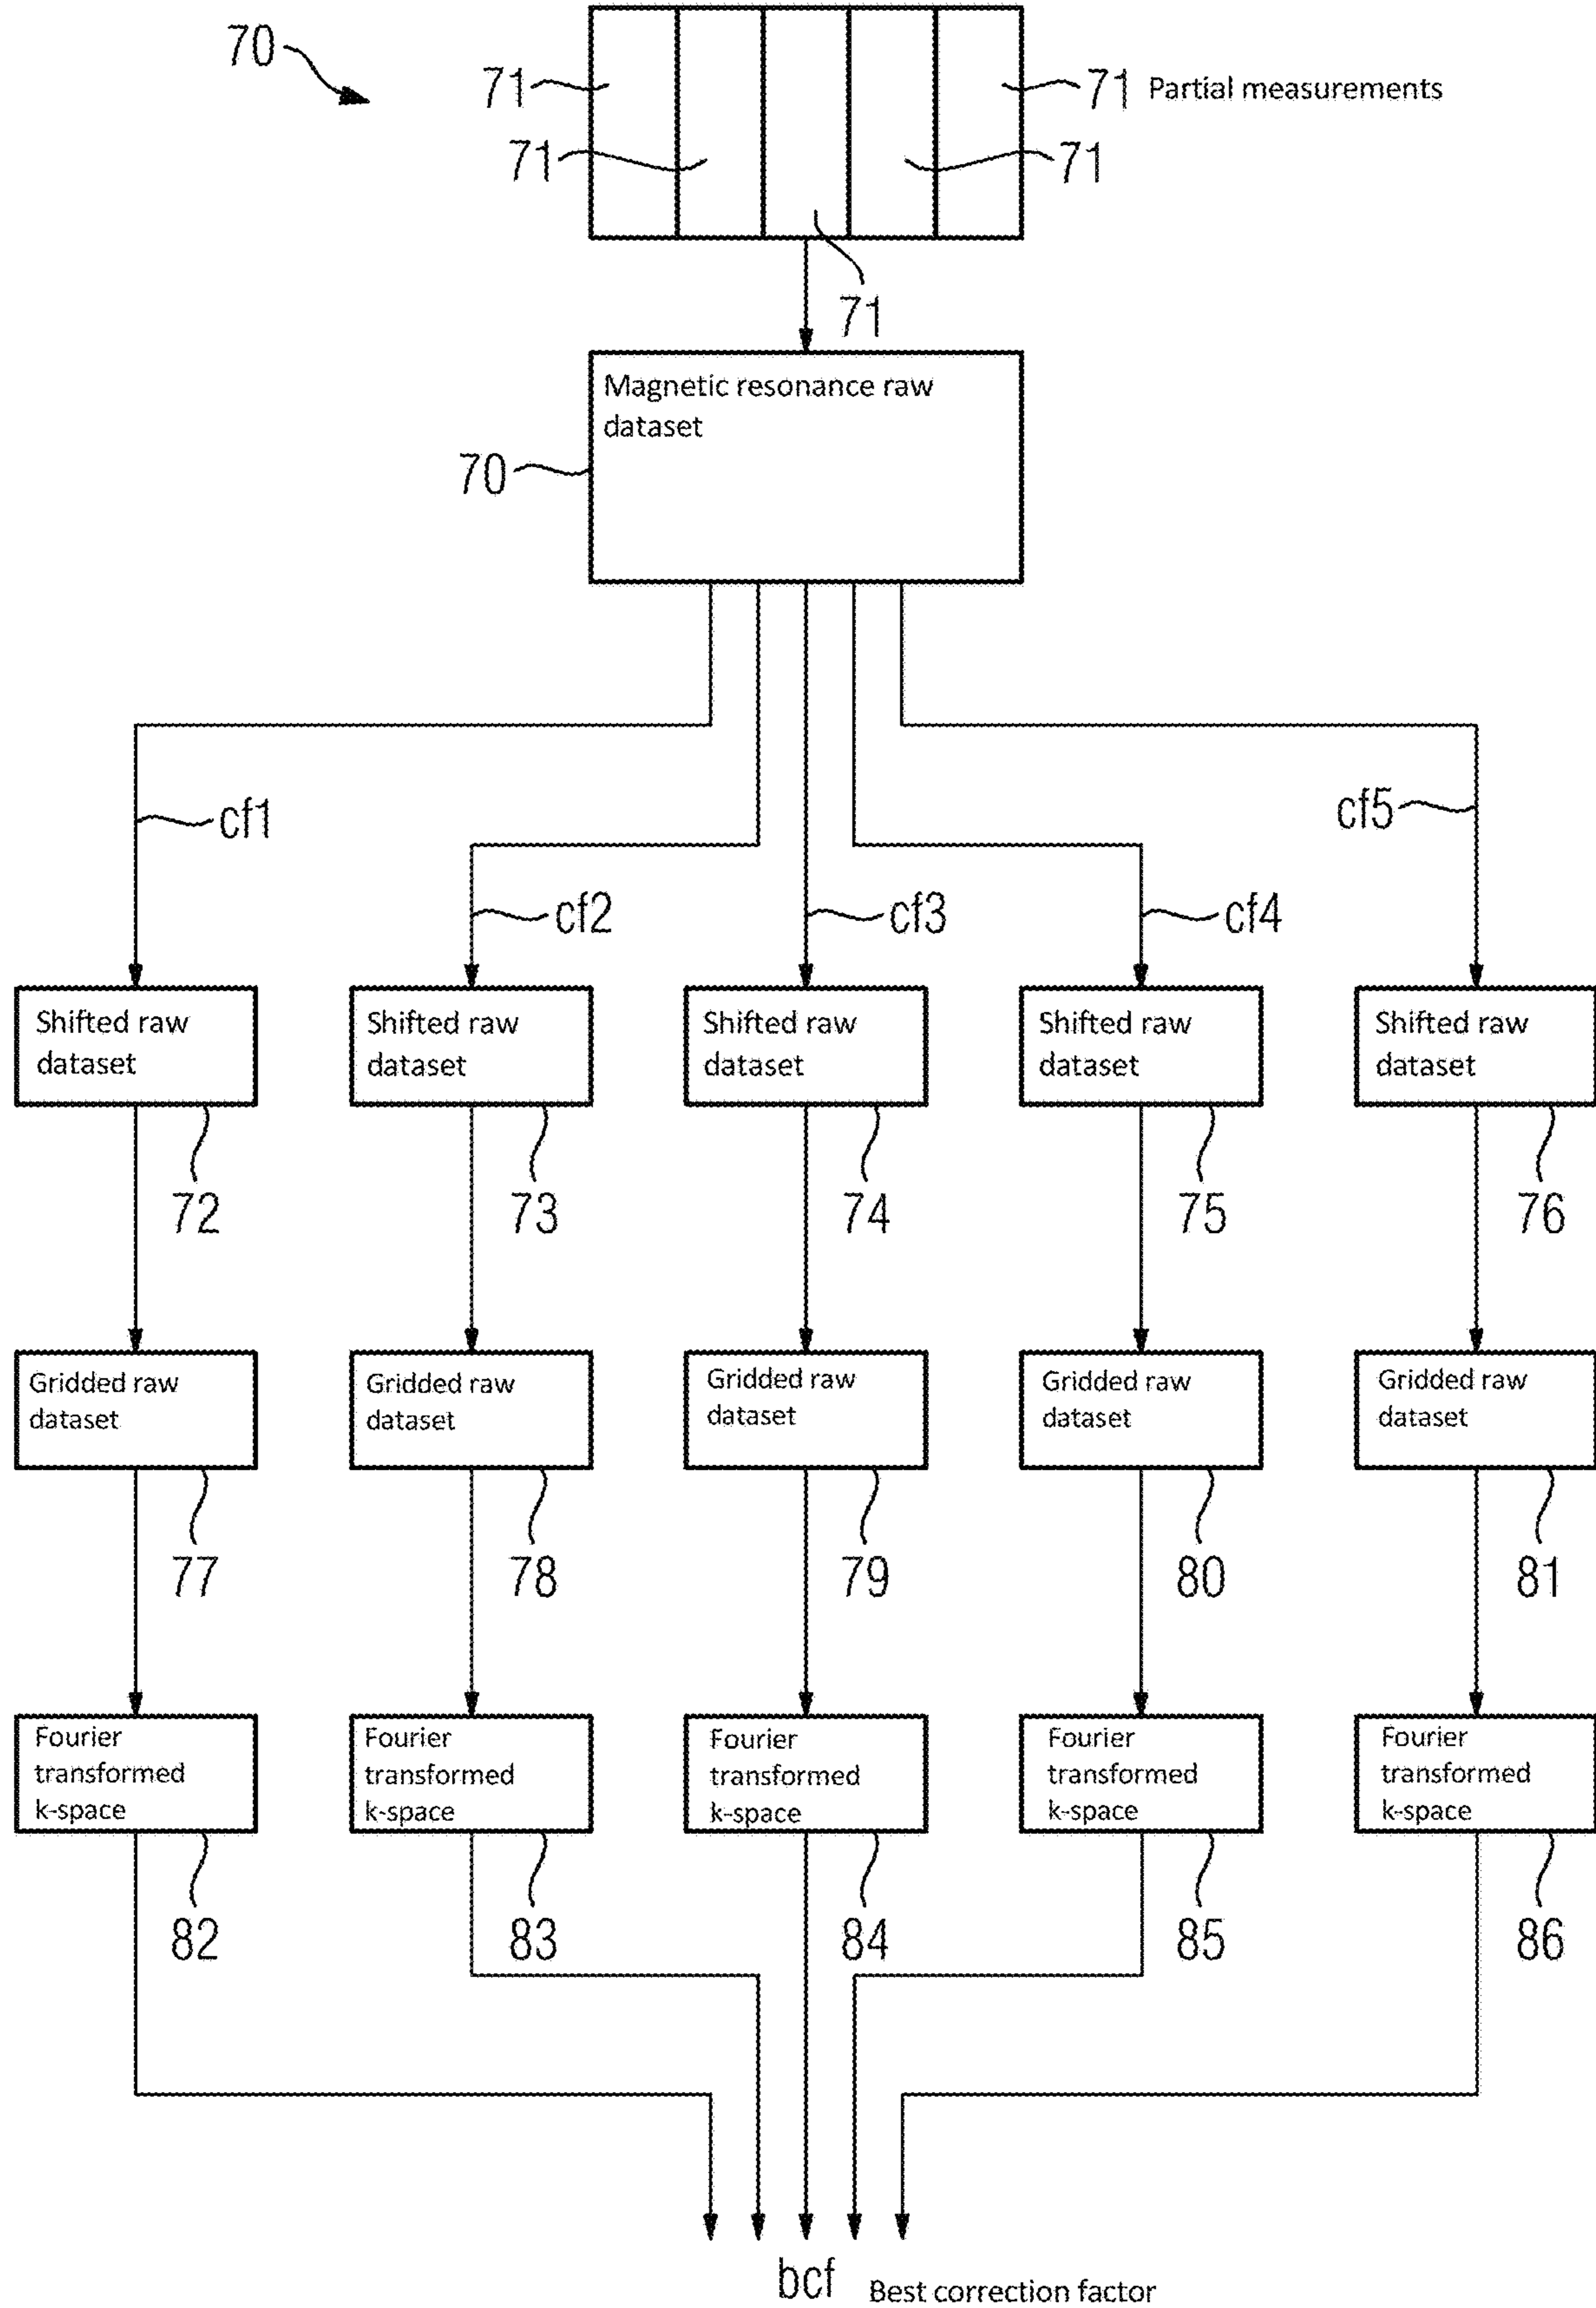 70
71
71 Partial measurements
71
71
71
Magnetic resonance raw
dataset
70
cf1
cf5
cf2
cf3
cf4
Shifted raw
dataset
Shifted raw
dataset
Shifted raw
dataset
Shifted raw
dataset
Shifted raw
dataset
72
73
74
75
76
Gridded raw
dataset
Gridded raw
dataset
Gridded raw
dataset
Gridded raw
dataset
Gridded raw
dataset
77
78
79
80
81
Fourier
transformed
k-space
Fourier
transformed
k-space
Fourier
transformed
k-space
Fourier
transformed
k-space
Fourier
transformed
k-space
82
83
84
85
86
bcf Best correction factor